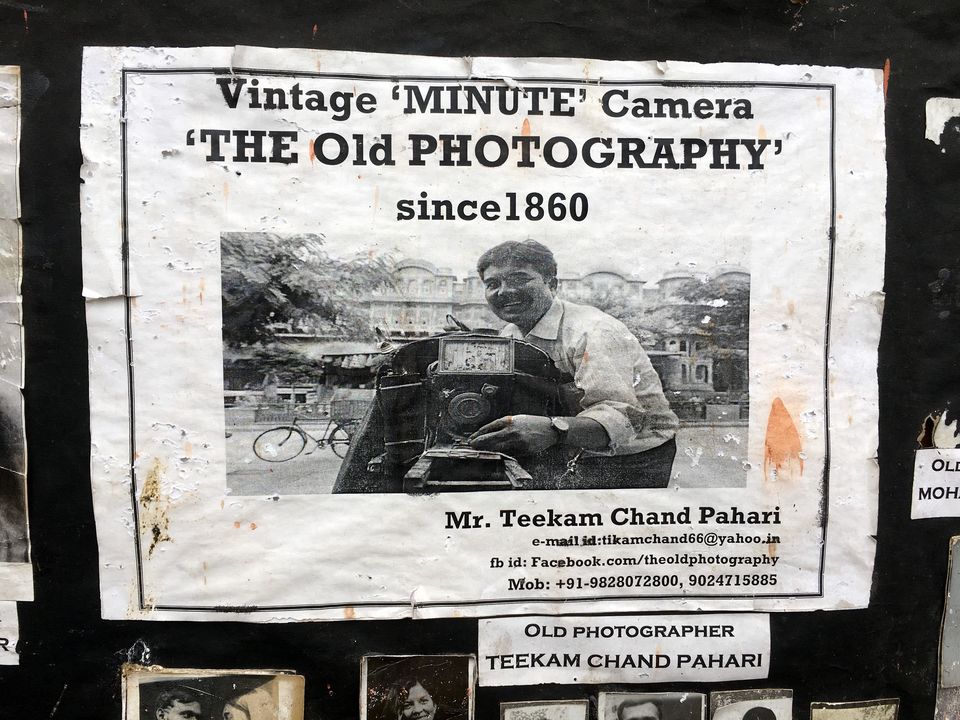 Vintage ‘MINUTE’ Camera
‘THE Old PHOTOGRAPHY’
since1860
Mr. Teekam Chand Pahari
e-mail id:tikamchand66@yahoo.in
fb id: Facebook.com/theoldphotography
Mob: +91-9828072800, 9024715885
OLD PHOTOGRAPHER
TEEKAM CHAND PAHARI
OLD